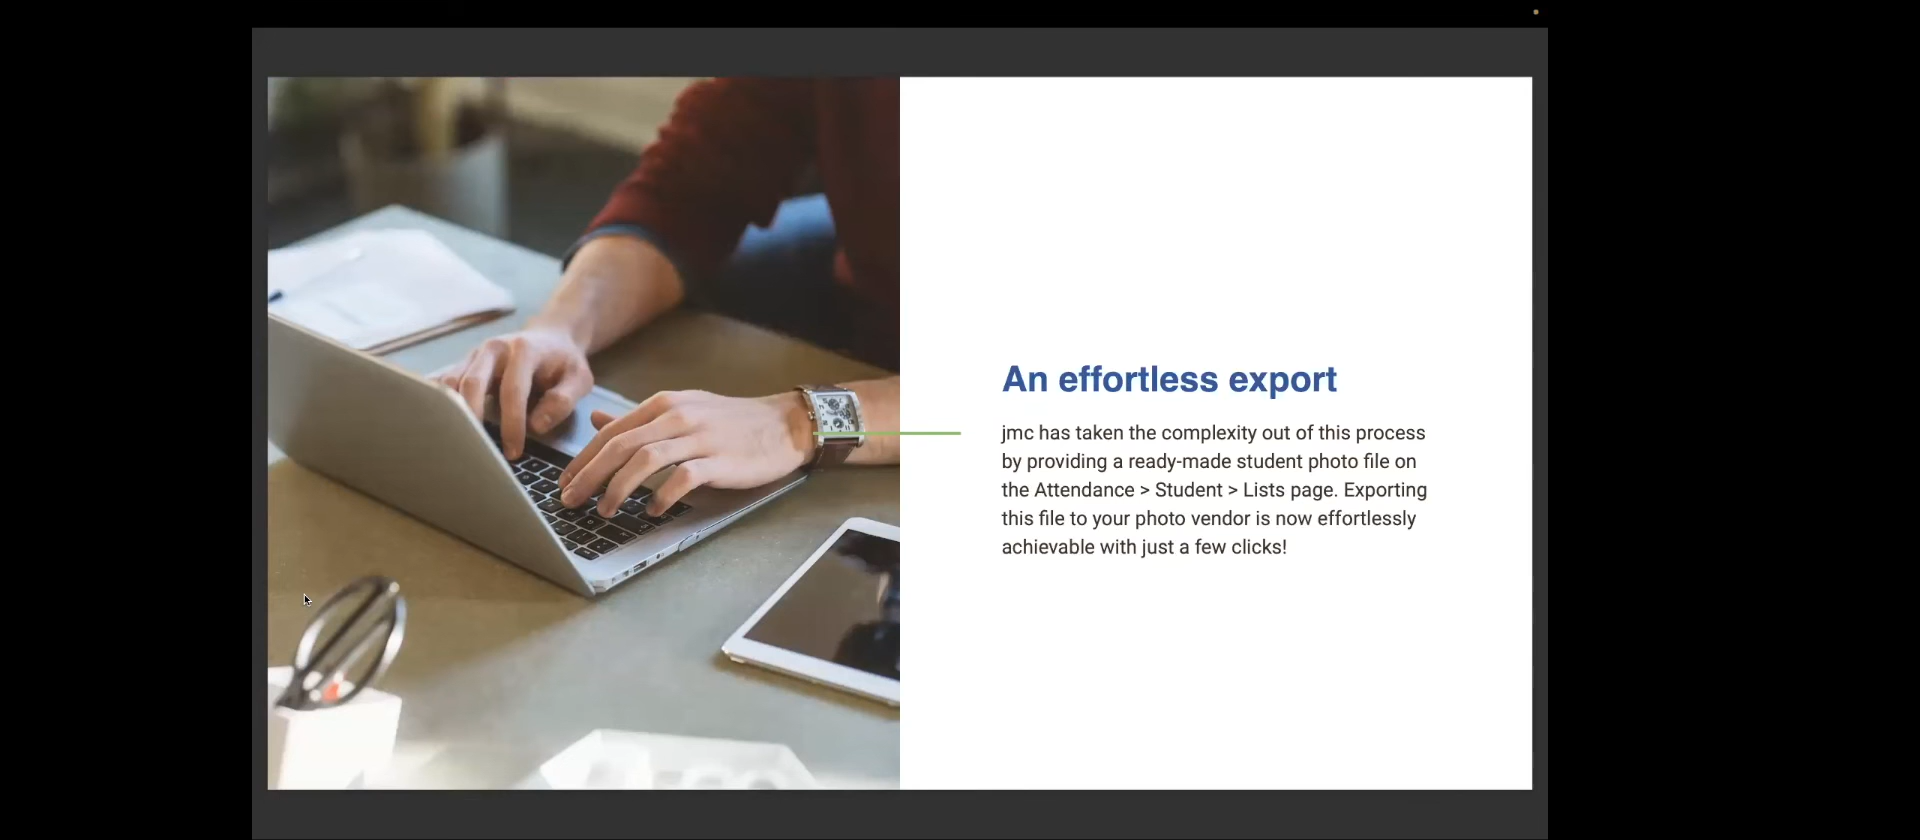 An effortless export
jmc has taken the complexity out of this process
by providing a ready-made student photo file on
the Attendance > Student > Lists page. Exporting
this file to your photo vendor is now effortlessly
achievable with just a few clicks!